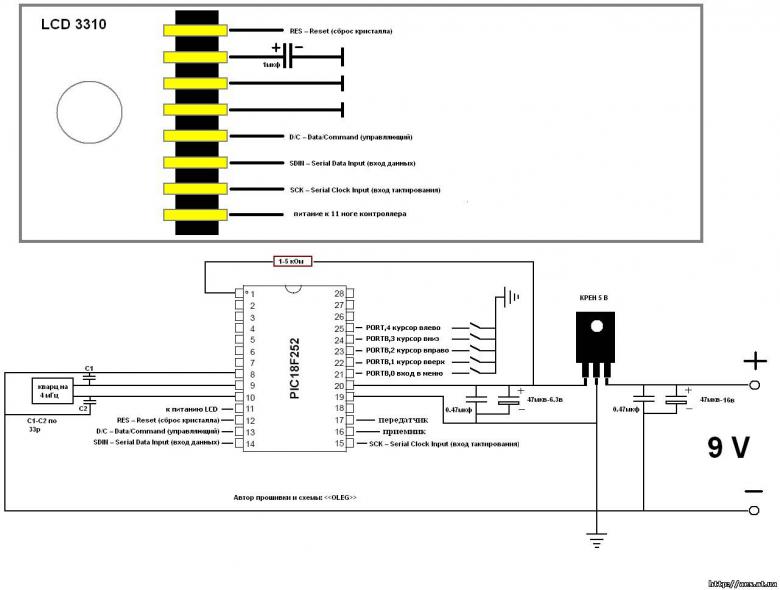 LCD 3310
RES – Reset (сброс кристалла)
+ –
1мкф
D/C – Data/Command (управляющий)
SDIN – Serial Data Input (вход данных)
SCK – Serial Clock Input (вход тактирования)
питание к 11 ноге контроллера
1-5 кОм
КРЕН 5 В
PIC18F252
1
2
3
4
5
6
7
8
9
10
11
12
13
14
28
27
26
25
24
23
22
21
20
19
18
17
16
15
PORT,4 курсор влево
PORTB,3 курсор вниз
PORTB,2 курсор вправо
PORTB,1 курсор вверх
PORTB,0 вход в меню
C1
кварц на
4 мГц
C2
C1-C2 по
33p
к питанию LCD
RES – Reset (сброс кристалла)
D/C – Data/Command (управляющий)
SDIN – Serial Data Input (вход данных)
передатчик
приемник
SCK – Serial Clock Input (вход тактирования)
0.47мкф
+
47мкв-6.3в
–
0.47мкф
+
47мкв-16в
–
+
9 V
–
Автор прошивки и схемы: <<OLEG>>
http://aes.at.ua